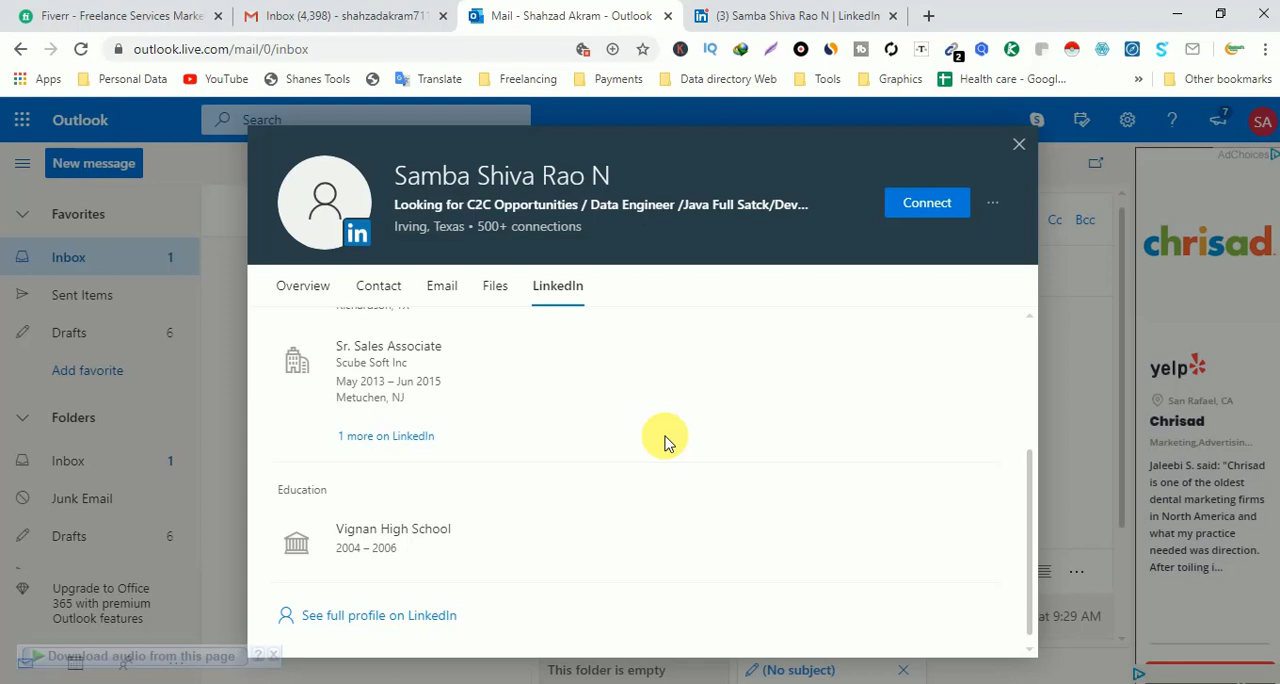 Fiverr - Freelance Services Marke
Inbox (4,398) - shahzadakram711
Mail - Shahzad Akram - Outlook
(3) Samba Shiva Rao N | LinkedIn
outlook.live.com/mail/0/inbox
Apps
Personal Data
YouTube
Shanes Tools
Translate
Freelancing
Payments
Data directory Web
Tools
Graphics
Health care - Googl...
»
Other bookmarks
Outlook
Search
7
SA
New message
AdChoices
Samba Shiva Rao N
Looking for C2C Opportunities / Data Engineer /Java Full Satck/Dev...
Irving, Texas • 500+ connections
Connect
...
in
Overview
Contact
Email
Files
LinkedIn
Favorites
Inbox 1
Sent Items
Drafts 6
Add favorite
Folders
Inbox 1
Junk Email
Drafts 6
Upgrade to Office
365 with premium
Outlook features
Download audio from this page
Richardson, TX
Sr. Sales Associate
Scube Soft Inc
May 2013 – Jun 2015
Metuchen, NJ
1 more on LinkedIn
Education
Vignan High School
2004 – 2006
See full profile on LinkedIn
Cc Bcc
at 9:29 AM
This folder is empty
(No subject)
chrisad
yelp
San Rafael, CA
Chrisad
Marketing,Advertisin...
Jaleebi S. said: "Chrisad
is one of the oldest
dental marketing firms
in North America and
what my practice
needed was direction.
After toiling i...